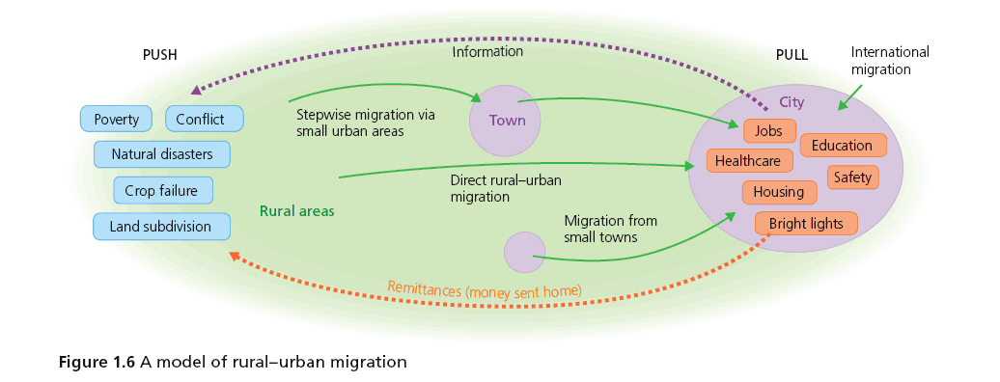 PUSH
Information
PULL
International
migration
Poverty
Conflict
Stepwise migration via
small urban areas
Town
City
Jobs
Education
Natural disasters
Healthcare
Crop failure
Direct rural–urban
migration
Safety
Housing
Rural areas
Land subdivision
Migration from
small towns
Bright lights
Remittances (money sent home)
Figure 1.6 A model of rural–urban migration